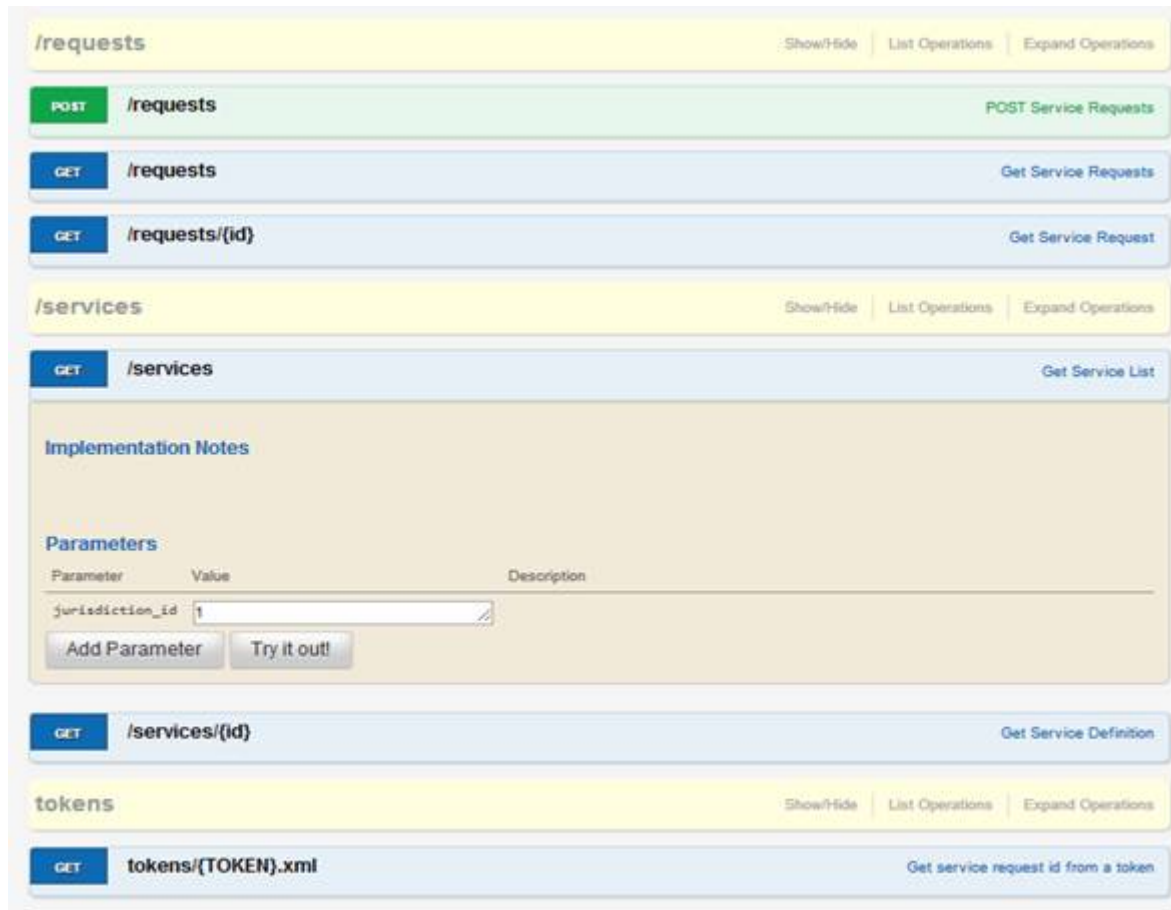 /requests Show/Hide List Operations Expand Operations
POST /requests POST Service Requests
GET /requests Get Service Requests
GET /requests/{id} Get Service Request
/services Show/Hide List Operations Expand Operations
GET /services Get Service List
Implementation Notes
Parameters
Parameter Value Description
jurisdiction_id 1
Add Parameter Try it out!
GET /services/{id} Get Service Definition
tokens Show/Hide List Operations Expand Operations
GET tokens/{TOKEN}.xml Get service request id from a token